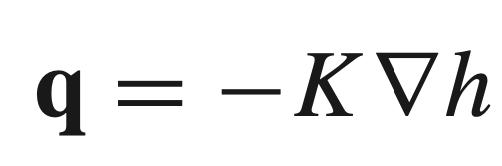 q = −K∇h